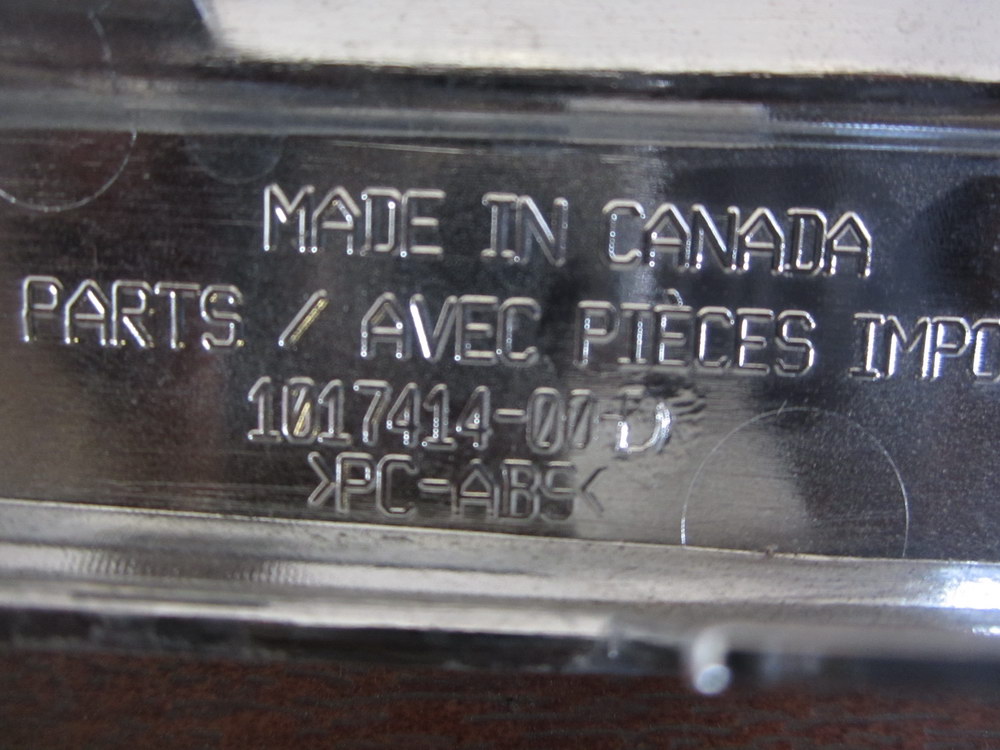 MADE IN CANADA
PARTS / AVEC PIÈCES IMPO
1017414-00-D
>PC-ABS<